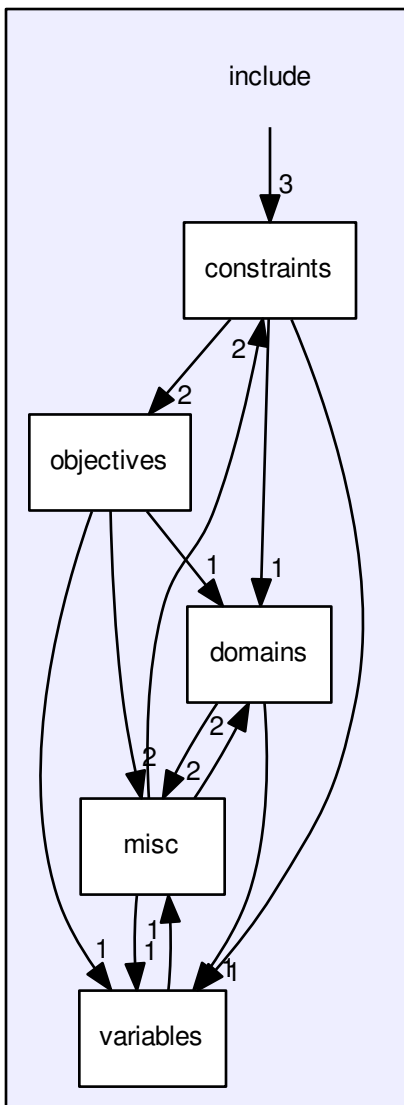 include
3
constraints
2
2
objectives
1
1
domains
2
2
2
misc
1
1
1
1
1
variables